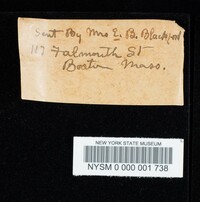 Sent By Mrs E. B. Blackford
117 Falmouth St
Boston Mass.
NEW YORK STATE MUSEUM
NYSM 0 000 001 738